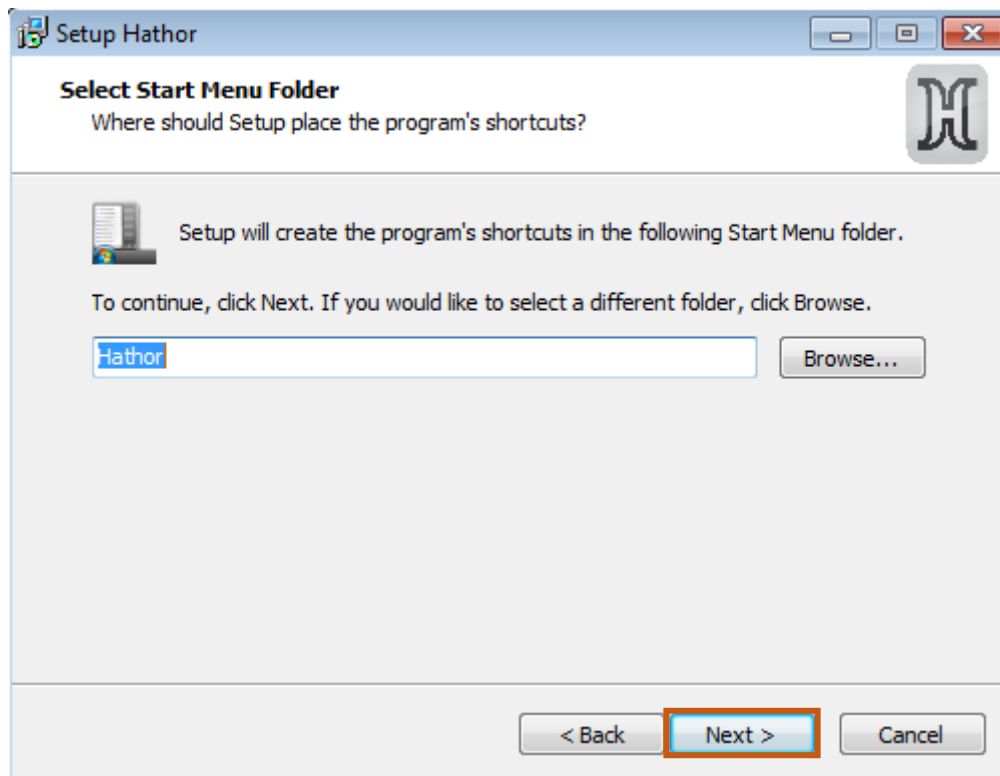 Setup Hathor
Select Start Menu Folder
Where should Setup place the program's shortcuts?
H
Setup will create the program's shortcuts in the following Start Menu folder.
To continue, click Next. If you would like to select a different folder, click Browse.
Hathor
Browse...
< Back
Next >
Cancel